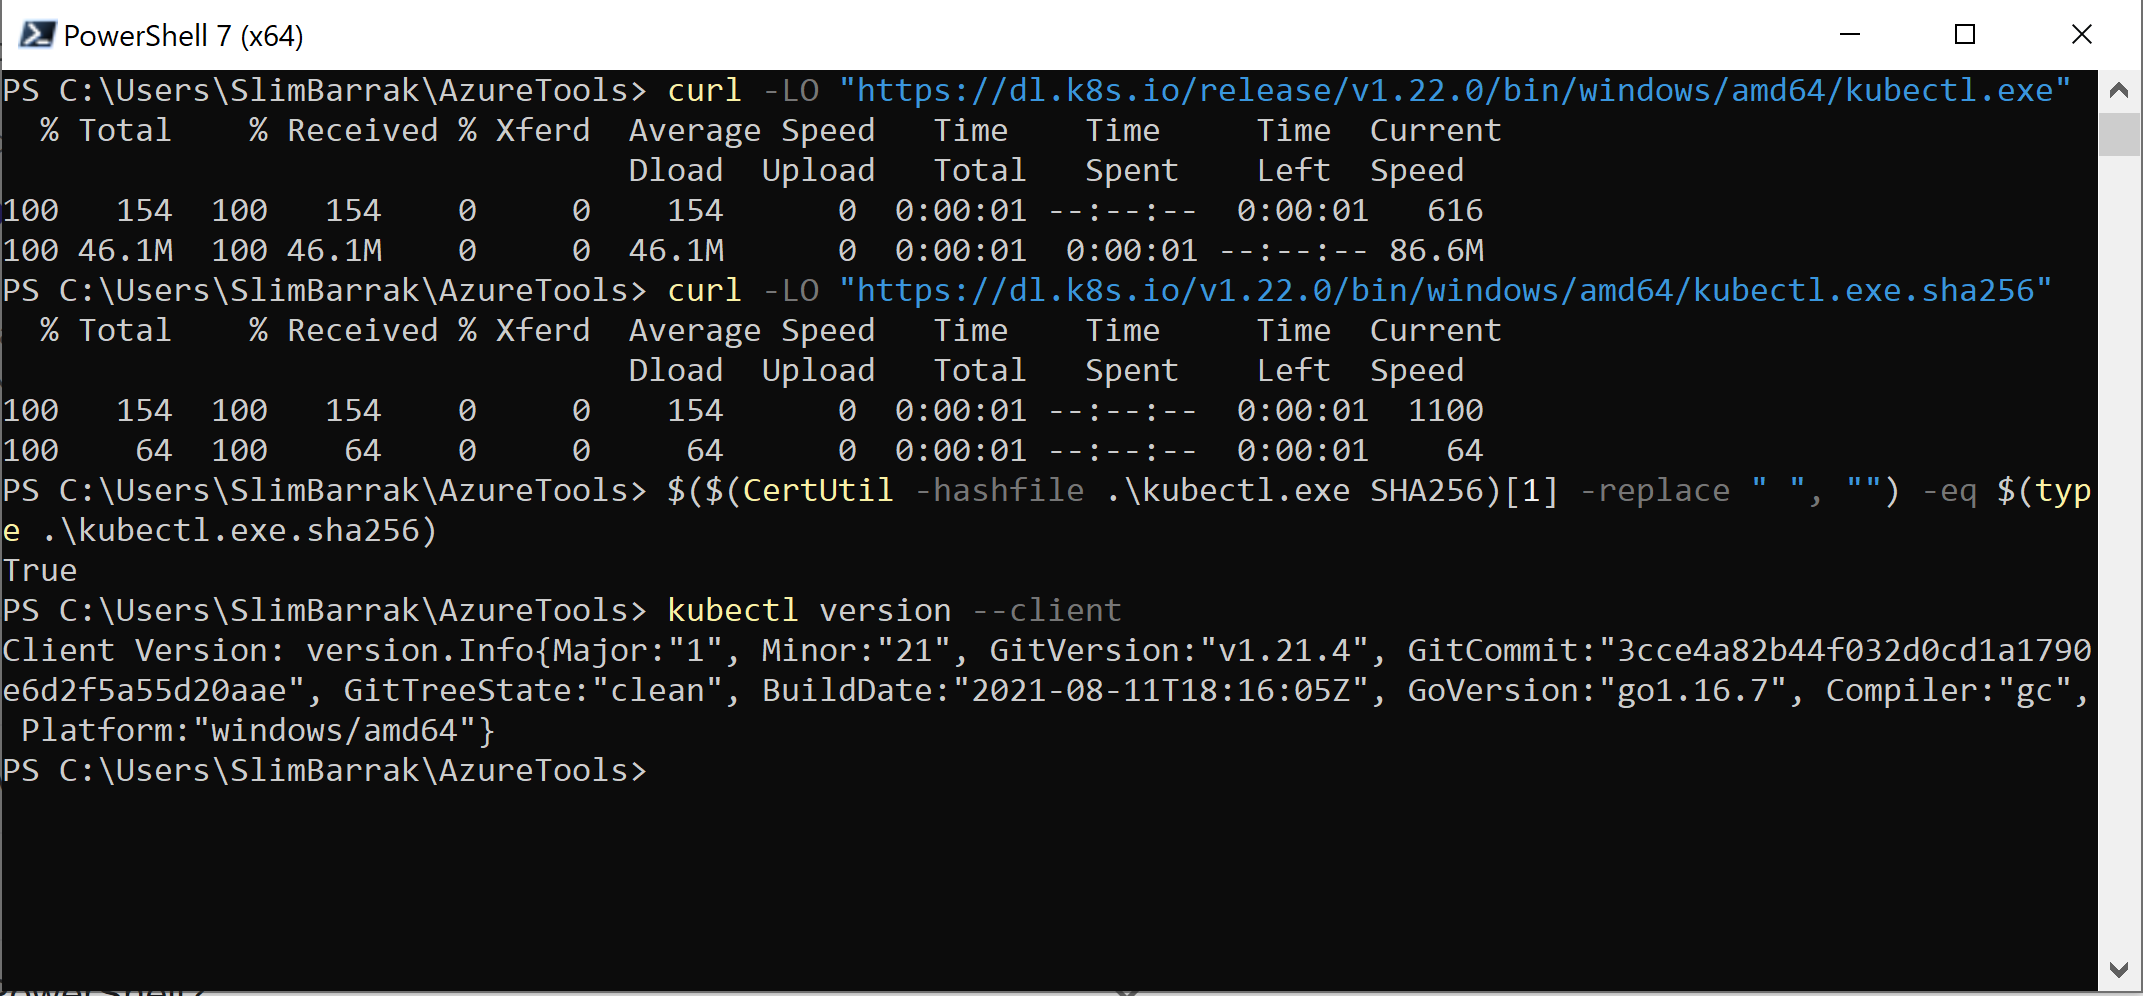 PowerShell 7 (x64)
PS C:\Users\SlimBarrak\AzureTools> curl -LO "https://dl.k8s.io/release/v1.22.0/bin/windows/amd64/kubectl.exe"
  % Total    % Received % Xferd  Average Speed   Time    Time     Time  Current
                                 Dload  Upload   Total   Spent    Left  Speed
100   154  100   154    0     0    154      0  0:00:01 --:--:--  0:00:01   616
100 46.1M  100 46.1M    0     0  46.1M      0  0:00:01  0:00:01 --:--:-- 86.6M
PS C:\Users\SlimBarrak\AzureTools> curl -LO "https://dl.k8s.io/v1.22.0/bin/windows/amd64/kubectl.exe.sha256"
  % Total    % Received % Xferd  Average Speed   Time    Time     Time  Current
                                 Dload  Upload   Total   Spent    Left  Speed
100   154  100   154    0     0    154      0  0:00:01 --:--:--  0:00:01  1100
100    64  100    64    0     0     64      0  0:00:01 --:--:--  0:00:01    64
PS C:\Users\SlimBarrak\AzureTools> $($(CertUtil -hashfile .\kubectl.exe SHA256)[1] -replace " ", "") -eq $(typ
e .\kubectl.exe.sha256)
True
PS C:\Users\SlimBarrak\AzureTools> kubectl version --client
Client Version: version.Info{Major:"1", Minor:"21", GitVersion:"v1.21.4", GitCommit:"3cce4a82b44f032d0cd1a1790
e6d2f5a55d20aae", GitTreeState:"clean", BuildDate:"2021-08-11T18:16:05Z", GoVersion:"go1.16.7", Compiler:"gc",
 Platform:"windows/amd64"}
PS C:\Users\SlimBarrak\AzureTools>